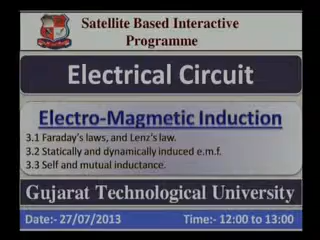 Satellite Based Interactive
Programme
Electrical Circuit
Electro-Magmetic Induction
3.1 Faraday's laws, and Lenz's law.
3.2 Statically and dynamically induced e.m.f.
3.3 Self and mutual inductance.
Gujarat Technological University
Date:- 27/07/2013 Time:- 12:00 to 13:00